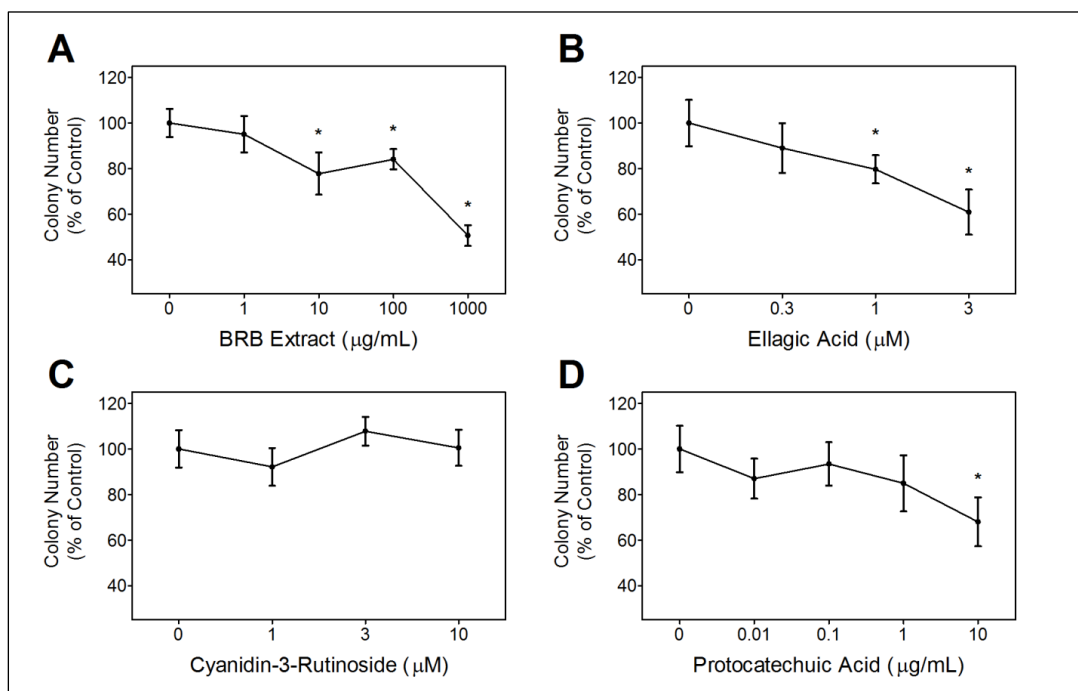 A
Colony Number
(% of Control)
120
100
80
60
40
*
*
*
0 1 10 100 1000
BRB Extract (μg/mL)
B
Colony Number
(% of Control)
120
100
80
60
40
*
*
0 0.3 1 3
Ellagic Acid (μM)
C
Colony Number
(% of Control)
120
100
80
60
40
0 1 3 10
Cyanidin-3-Rutinoside (μM)
D
Colony Number
(% of Control)
120
100
80
60
40
*
0 0.01 0.1 1 10
Protocatechuic Acid (μg/mL)